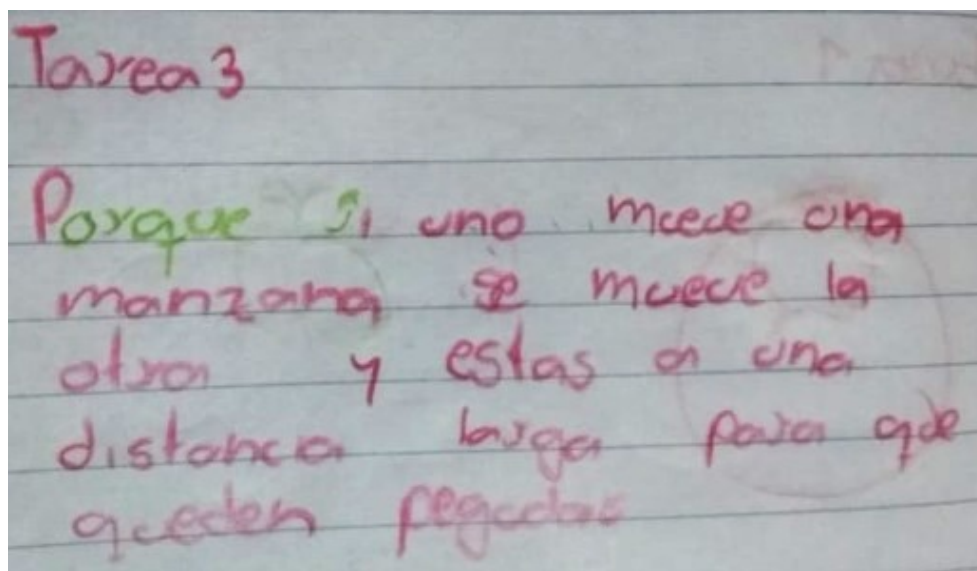 Tarea 3
Porque si uno muece una
manzana se muece la
otra y estas a una
distancia larga para que
queden pegadas